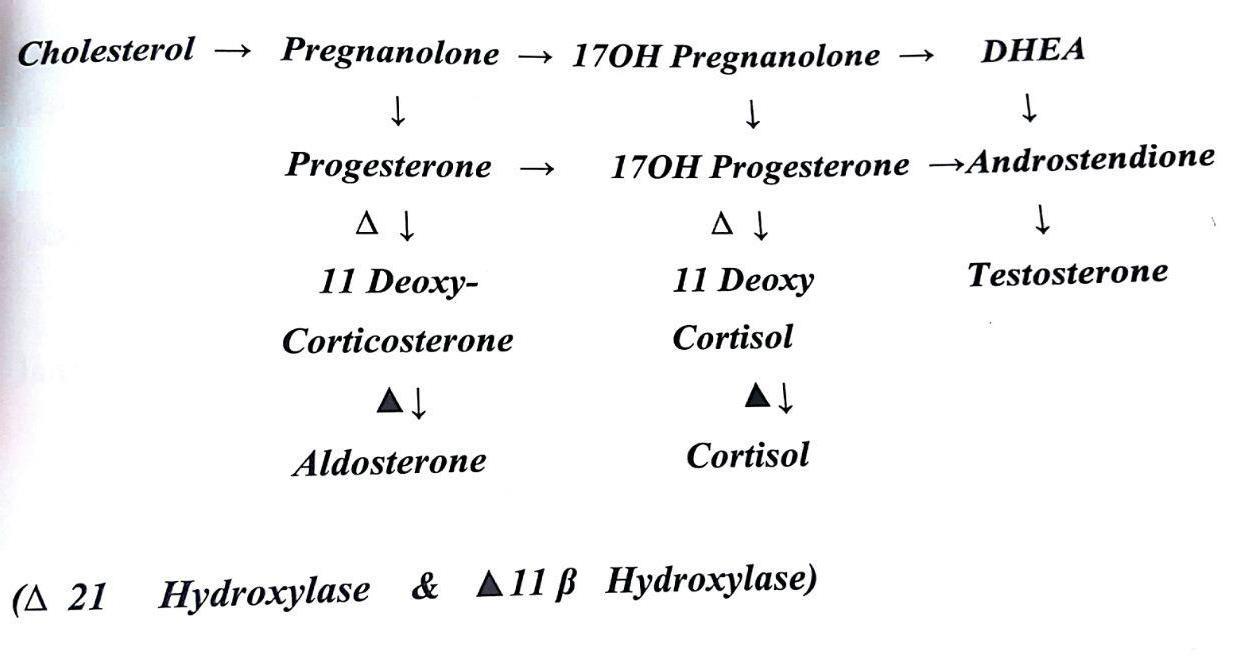 Cholesterol → Pregnanolone → 17OH Pregnanolone → DHEA
↓ ↓ ↓
Progesterone → 17OH Progesterone →Androstendione
Δ ↓ Δ ↓ ↓
11 Deoxy- 11 Deoxy Testosterone
Corticosterone Cortisol
▲↓ ▲↓
Aldosterone Cortisol
(Δ 21 Hydroxylase & ▲11 β Hydroxylase)